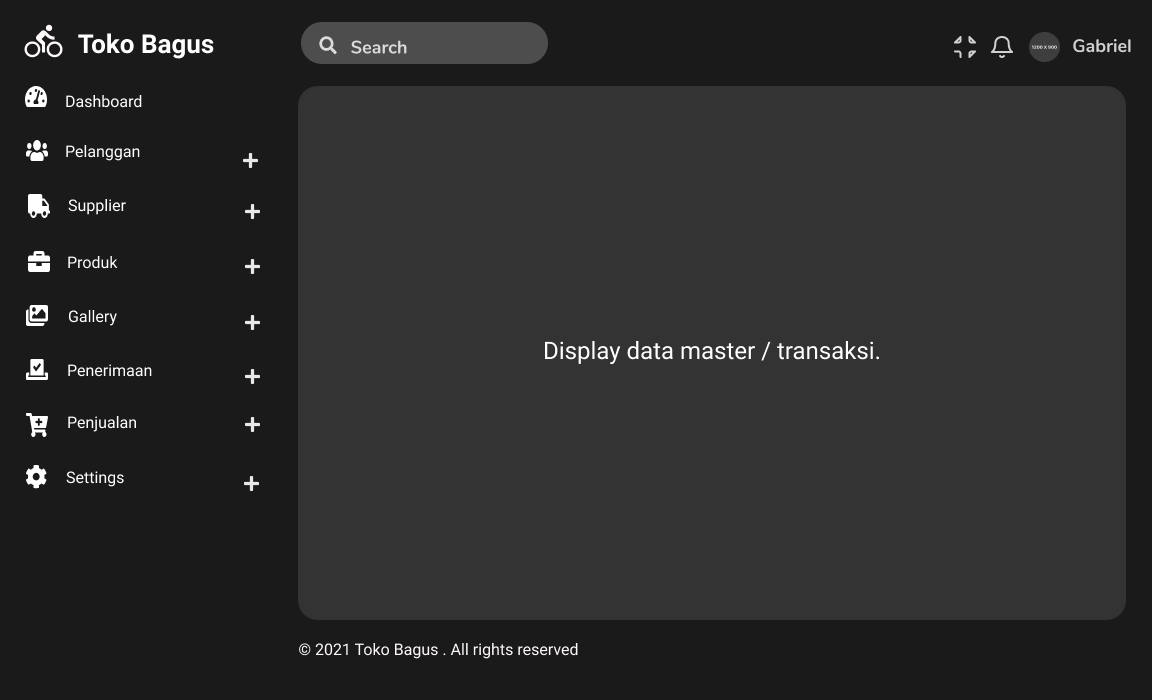 Toko Bagus
Search
1200 X 900
Gabriel
Dashboard
Pelanggan
Supplier
Produk
Gallery
Penerimaan
Penjualan
Settings
Display data master / transaksi.
© 2021 Toko Bagus . All rights reserved